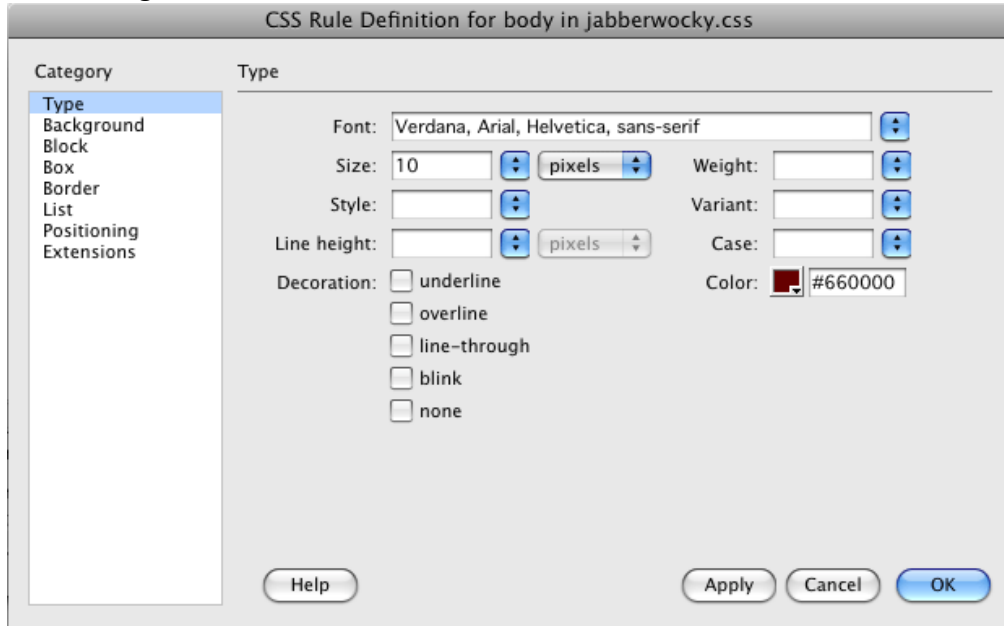 CSS Rule Definition for body in jabberwocky.css
Category
Type
Background
Block
Box
Border
List
Positioning
Extensions
Type
Font: Verdana, Arial, Helvetica, sans-serif
Size: 10 pixels Weight:
Style: Variant:
Line height: pixels Case:
Decoration: underline Color: #660000
overline
line-through
blink
none
Help Apply Cancel OK